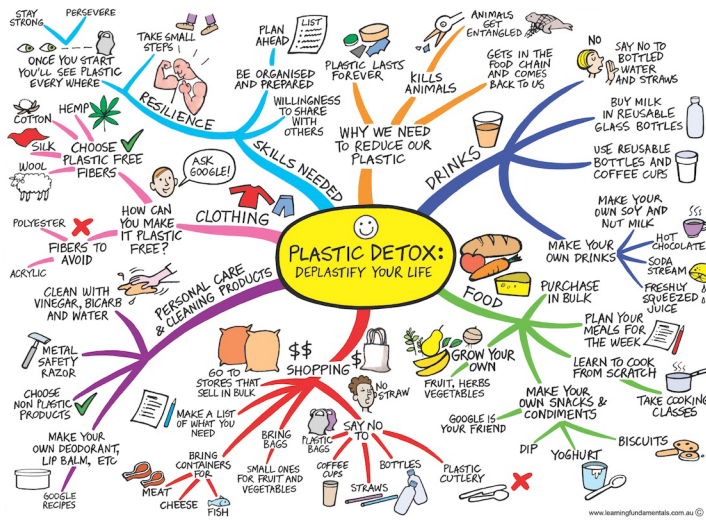 PLASTIC DETOX:
DEPLASTIFY YOUR LIFE
SKILLS NEEDED
RESILIENCE
STAY
STRONG
PERSEVERE
ONCE YOU START
YOU'LL SEE PLASTIC
EVERY WHERE
TAKE SMALL
STEPS
PLAN
AHEAD
LIST
BE ORGANISED
AND PREPARED
WILLINGNESS
TO SHARE
WITH
OTHERS
WHY WE NEED
TO REDUCE OUR
PLASTIC
PLASTIC LASTS
FOREVER
KILLS
ANIMALS
ANIMALS
GET
ENTANGLED
GETS IN THE
FOOD CHAIN
AND COMES
BACK TO US
DRINKS
NO
SAY NO TO
BOTTLED
WATER
AND STRAWS
BUY MILK
IN REUSABLE
GLASS BOTTLES
USE REUSABLE
BOTTLES AND
COFFEE CUPS
MAKE YOUR
OWN DRINKS
MAKE YOUR
OWN SOY AND
NUT MILK
HOT
CHOCOLATE
SODA
STREAM
FRESHLY
SQUEEZED
JUICE
FOOD
PURCHASE
IN BULK
PLAN YOUR
MEALS FOR
THE WEEK
LEARN TO COOK
FROM SCRATCH
TAKE COOKING
CLASSES
MAKE YOUR
OWN SNACKS &
CONDIMENTS
GOOGLE IS
YOUR FRIEND
DIP
YOGHURT
BISCUITS
GROW YOUR
OWN
FRUIT, HERBS
VEGETABLES
SHOPPING
$$
$
GO TO
STORES THAT
SELL IN BULK
MAKE A LIST
OF WHAT YOU
NEED
BRING
CONTAINERS
FOR
MEAT
CHEESE
FISH
BRING
BAGS
SMALL ONES
FOR FRUIT AND
VEGETABLES
SAY NO
TO
NO
STRAW
PLASTIC
BAGS
COFFEE
CUPS
STRAWS
BOTTLES
PLASTIC
CUTLERY
PERSONAL CARE
& CLEANING PRODUCTS
CLEAN WITH
VINEGAR, BICARB
AND WATER
METAL
SAFETY
RAZOR
CHOOSE
NON PLASTIC
PRODUCTS
MAKE YOUR
OWN DEODORANT,
LIP BALM, ETC
GOOGLE
RECIPES
CLOTHING
HOW CAN
YOU MAKE
IT PLASTIC
FREE?
ASK
GOOGLE!
CHOOSE
PLASTIC FREE
FIBERS
HEMP
COTTON
SILK
WOOL
FIBERS TO
AVOID
POLYESTER
ACRYLIC
www.learningfundamentals.com.au ©